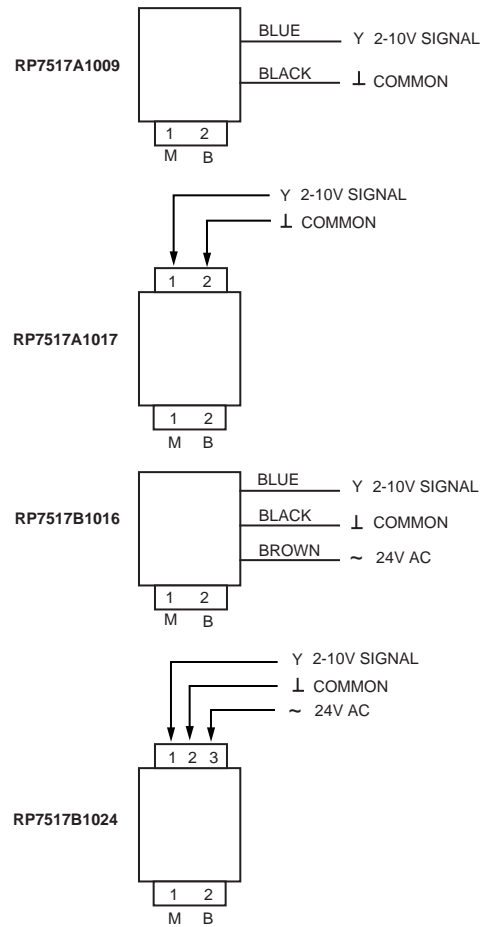 BLUE
Y 2-10V SIGNAL
RP7517A1009
BLACK
⊥ COMMON
1 2
M B
Y 2-10V SIGNAL
⊥ COMMON
1 2
RP7517A1017
1 2
M B
BLUE
Y 2-10V SIGNAL
RP7517B1016
BLACK
⊥ COMMON
BROWN
~ 24V AC
1 2
M B
Y 2-10V SIGNAL
⊥ COMMON
~ 24V AC
1 2 3
RP7517B1024
1 2
M B